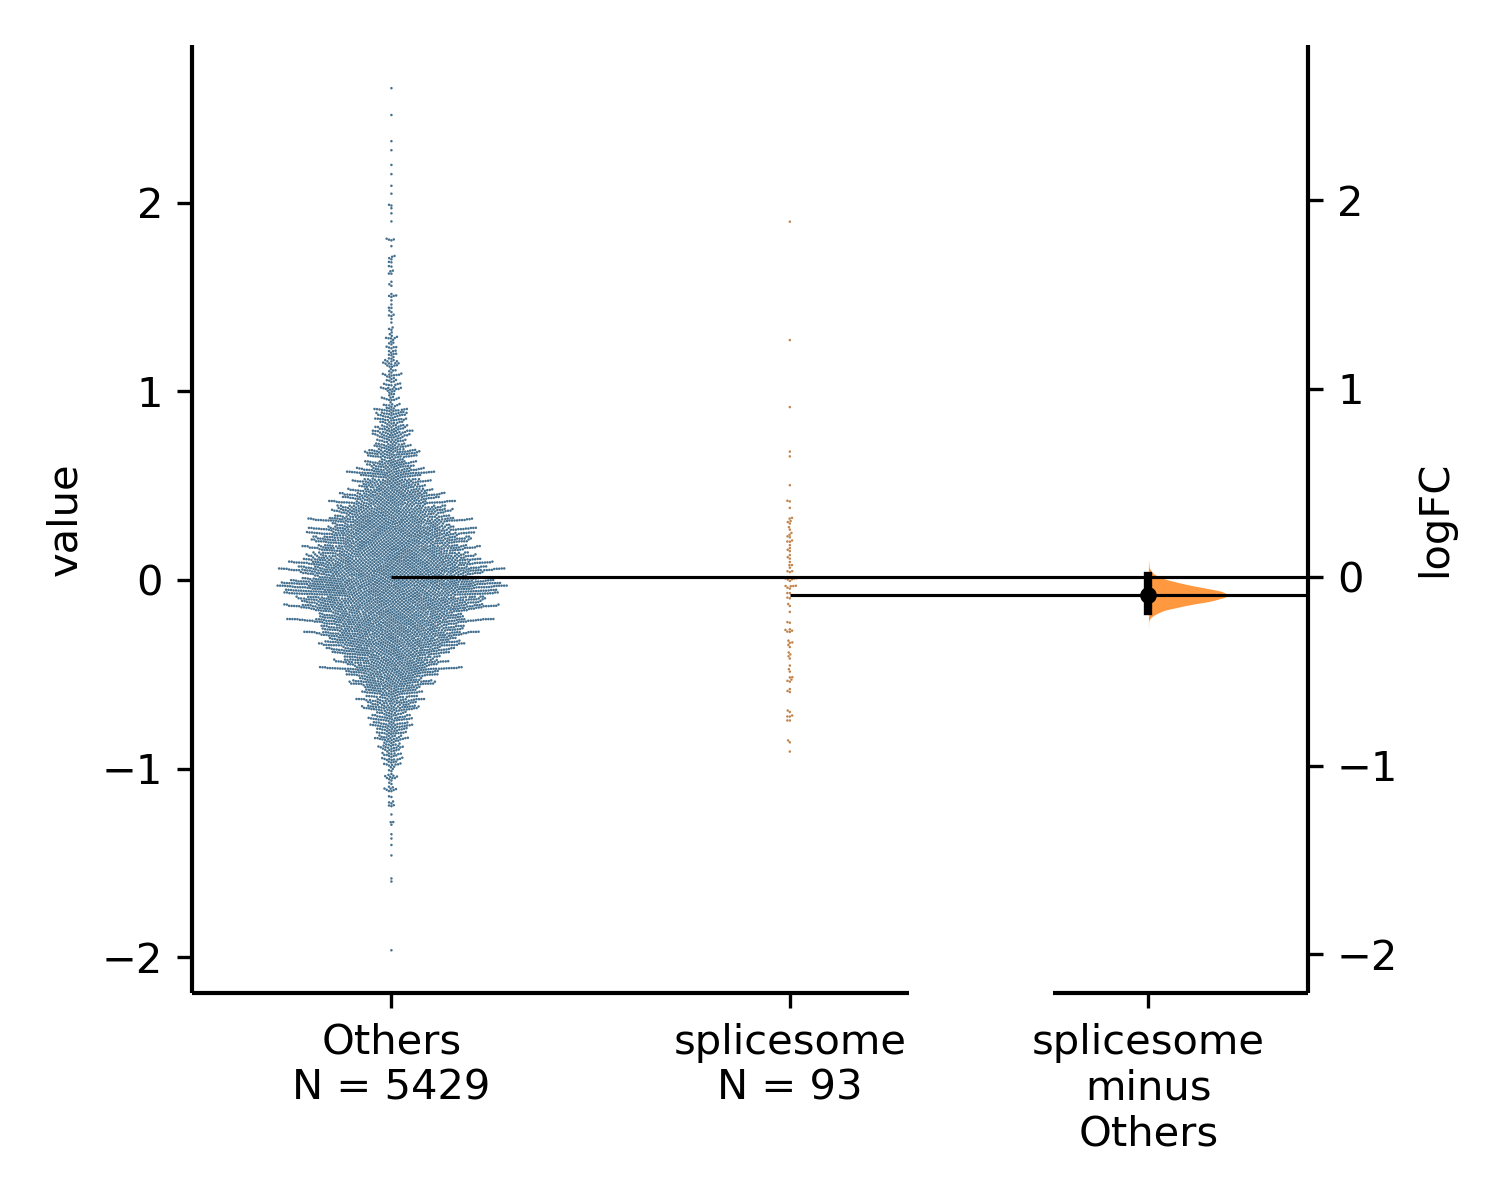 value
2
1
0
−1
−2
Others
N = 5429
splicesome
N = 93
splicesome
minus
Others
2
1
0
−1
−2
logFC